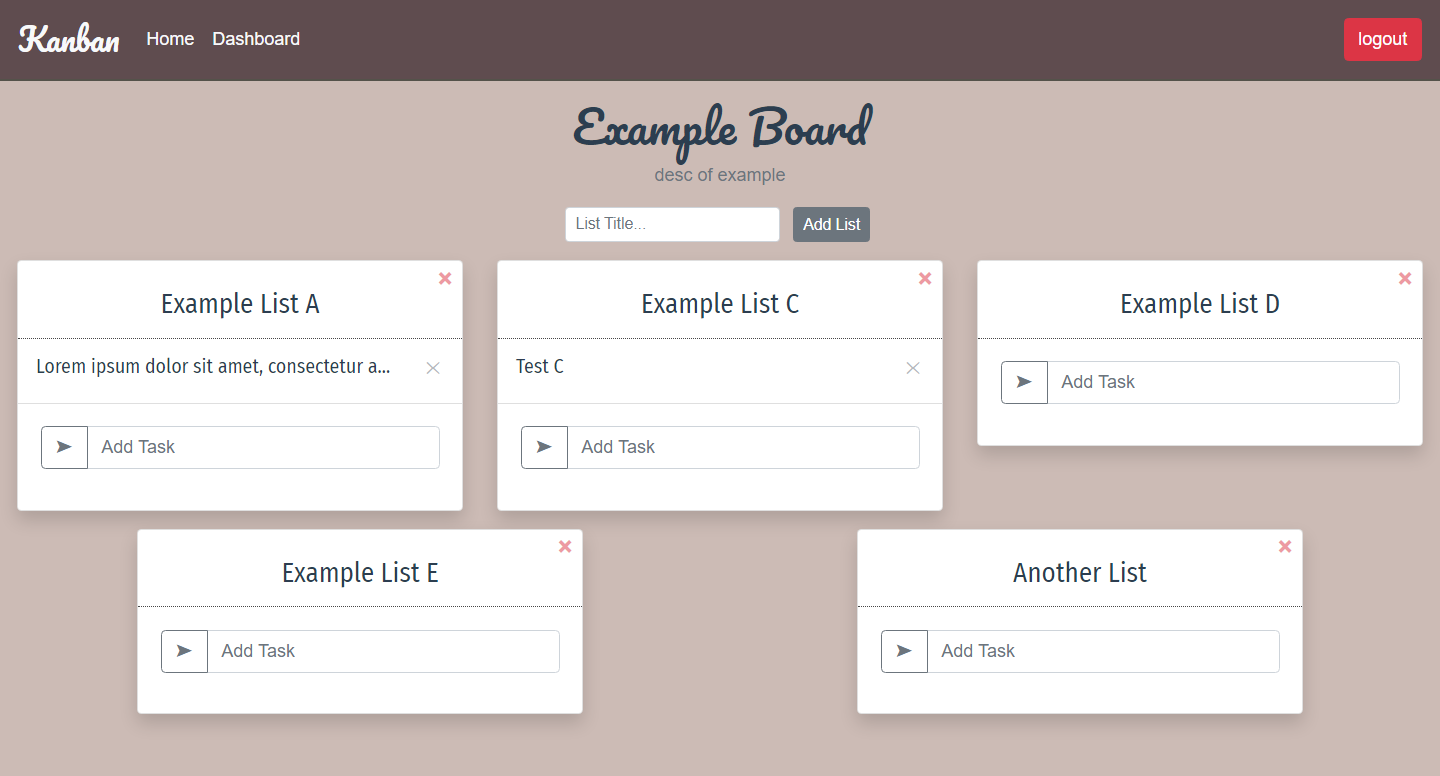 Kanban Home Dashboard logout
Example Board
desc of example
List Title... Add List
Example List A
Lorem ipsum dolor sit amet, consectetur a...
Add Task
Example List C
Test C
Add Task
Example List D
Add Task
Example List E
Add Task
Another List
Add Task